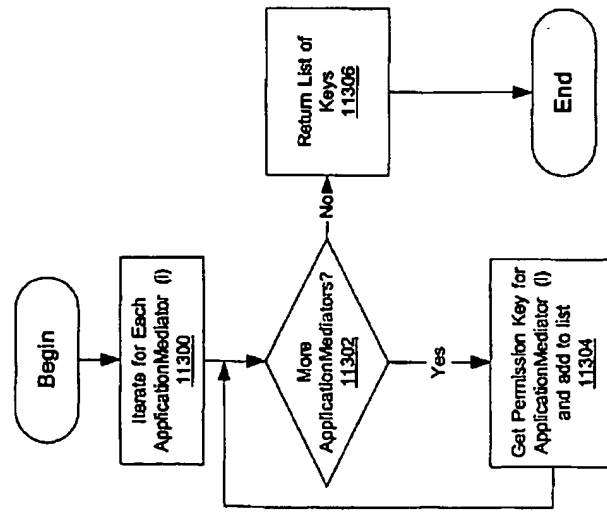 Begin
Iterate for Each
ApplicationMediator (i)
11300
More
ApplicationMediators?
11302
No
Return List of
Keys
11306
Yes
Get Permission Key for
ApplicationMediator (i)
and add to list
11304
End